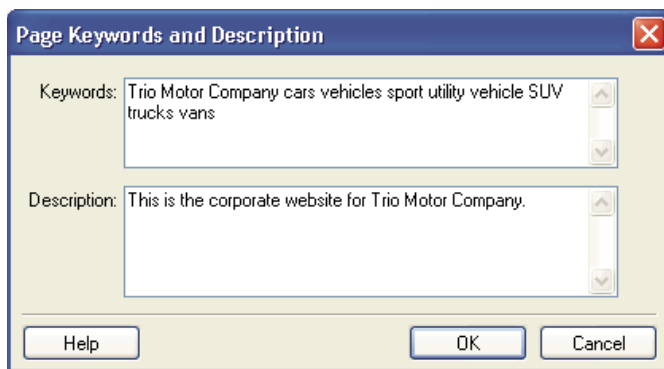 Page Keywords and Description
Keywords: Trio Motor Company cars vehicles sport utility vehicle SUV
trucks vans
Description: This is the corporate website for Trio Motor Company.
Help OK Cancel